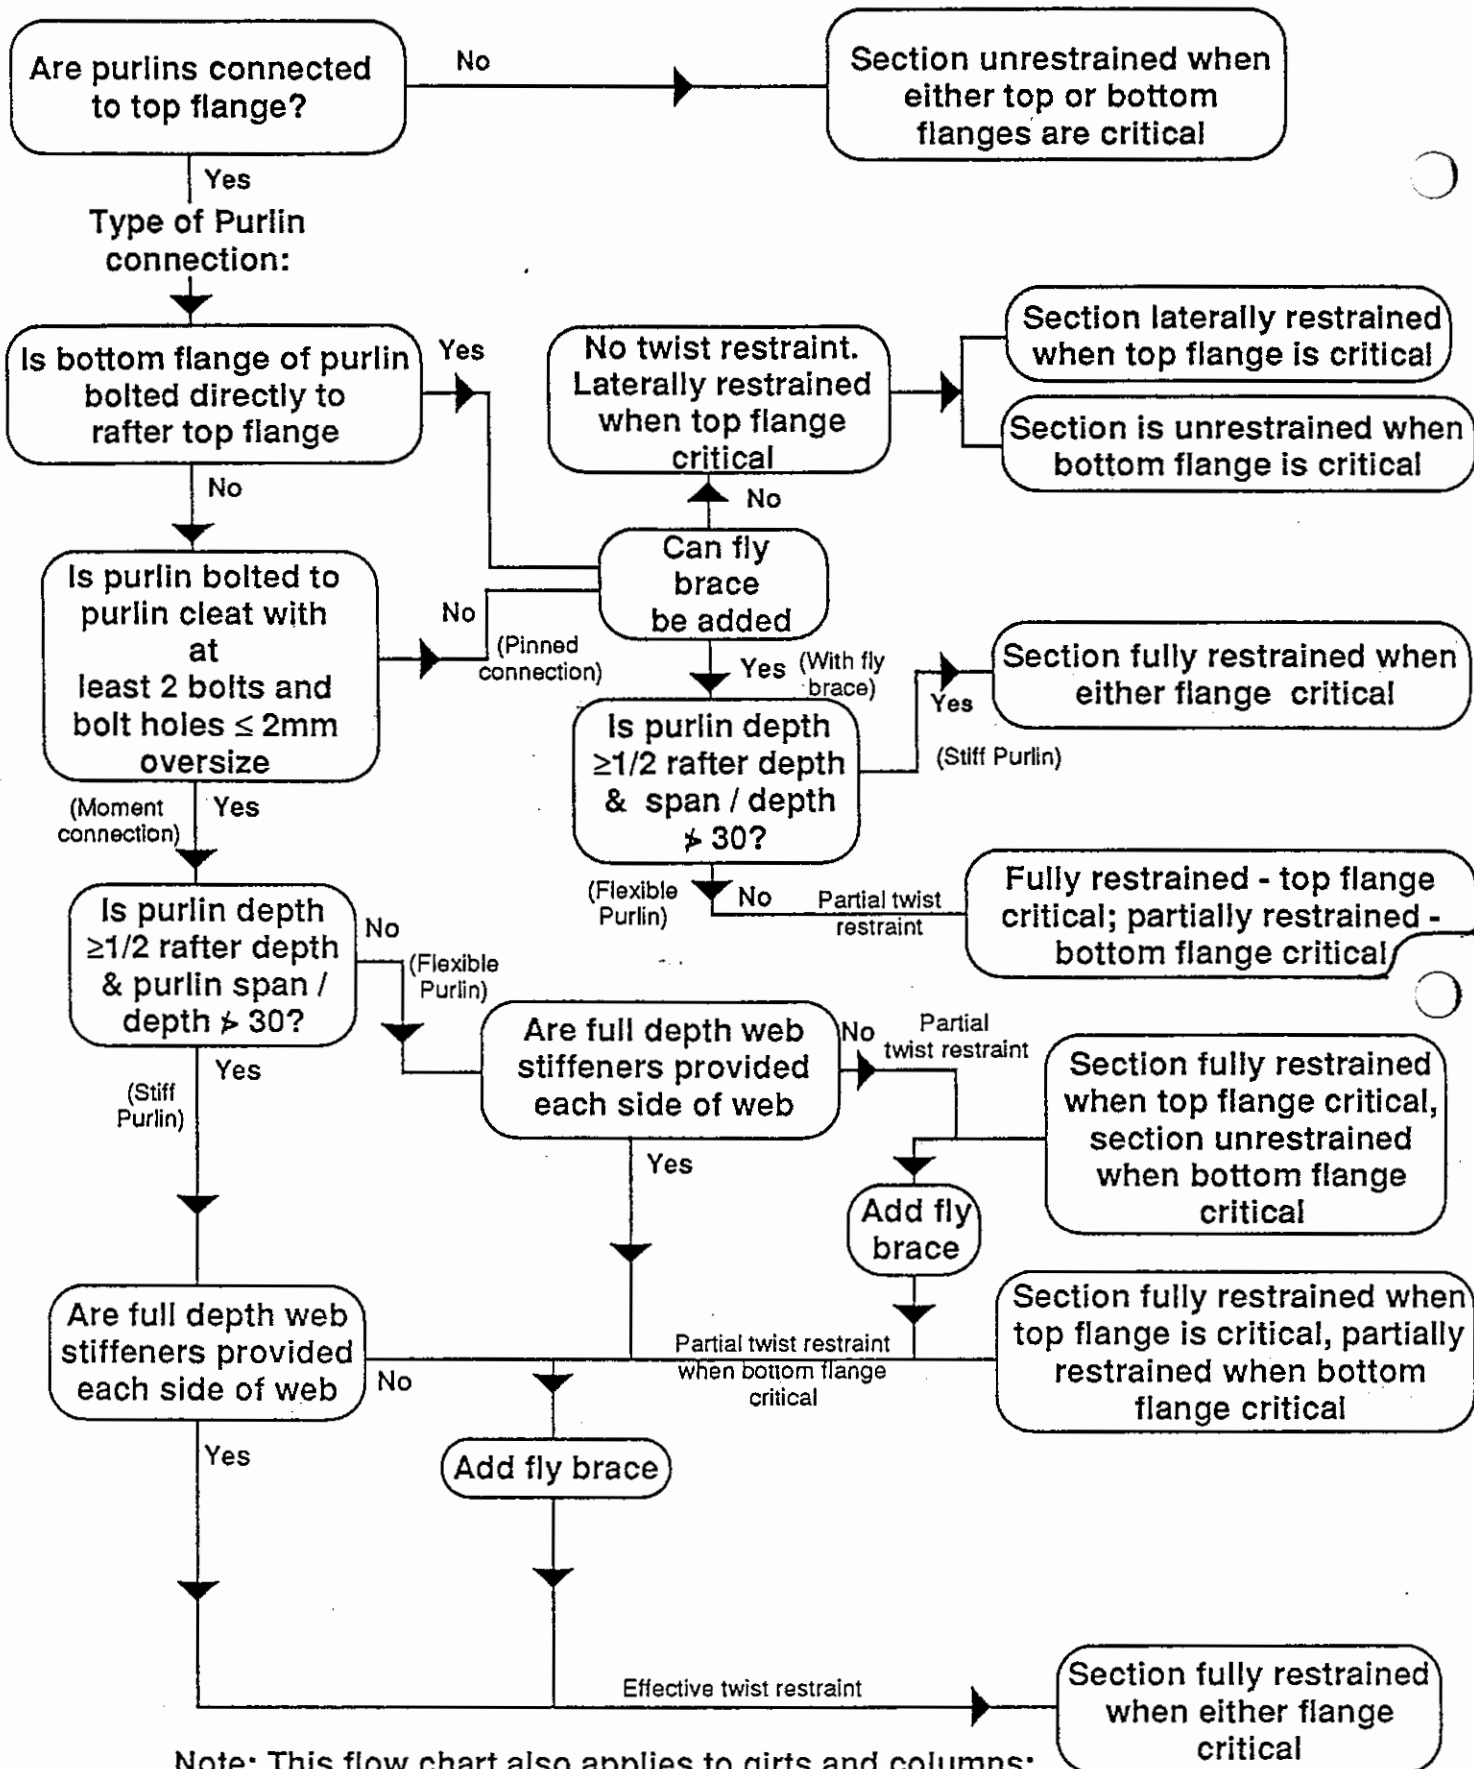 Are purlins connected
to top flange?
No
Section unrestrained when
either top or bottom
flanges are critical
Yes
Type of Purlin
connection:
Is bottom flange of purlin
bolted directly to
rafter top flange
Yes
No twist restraint.
Laterally restrained
when top flange
critical
Section laterally restrained
when top flange is critical
Section is unrestrained when
bottom flange is critical
No
No
Can fly
brace
be added
Is purlin bolted to
purlin cleat with
at
least 2 bolts and
bolt holes ≤ 2mm
oversize
No
(Pinned
connection)
Yes (With fly
brace)
Section fully restrained when
either flange critical
Yes
(Stiff Purlin)
Is purlin depth
≥1/2 rafter depth
& span / depth
≯ 30?
(Moment
connection)
Yes
(Flexible
Purlin)
No
Partial twist
restraint
Fully restrained - top flange
critical; partially restrained -
bottom flange critical
Is purlin depth
≥1/2 rafter depth
& purlin span /
depth ≯ 30?
No
(Flexible
Purlin)
Are full depth web
stiffeners provided
each side of web
No
Partial
twist restraint
Section fully restrained
when top flange critical,
section unrestrained
when bottom flange
critical
Yes
(Stiff
Purlin)
Yes
Add fly
brace
Are full depth web
stiffeners provided
each side of web
No
Partial twist restraint
when bottom flange
critical
Section fully restrained when
top flange is critical, partially
restrained when bottom
flange critical
Yes
Add fly brace
Effective twist restraint
Section fully restrained
when either flange
critical
Note: This flow chart also applies to girts and columns: